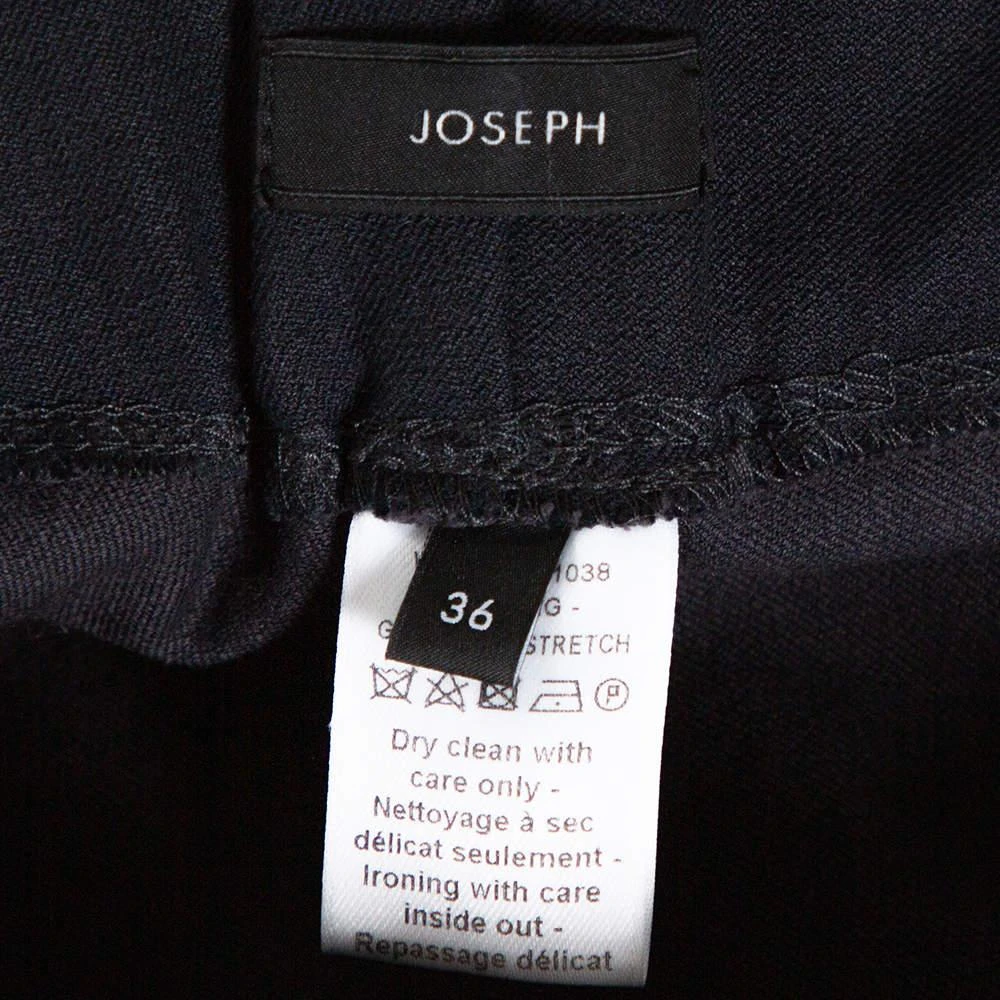 JOSEPH
36
1038
G -
STRETCH
P
Dry clean with
care only -
Nettoyage à sec
délicat seulement -
Ironing with care
inside out -
Repassage délicat